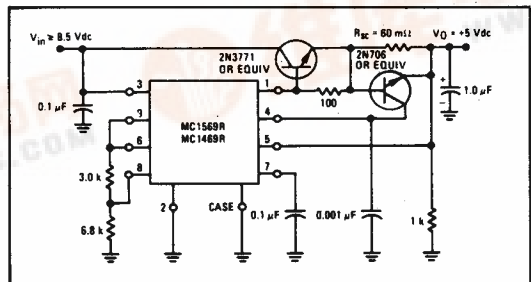 Vin ≥ 8.5 Vdc
RSC = 60 mΩ
VO = +5 Vdc
2N3771
OR EQUIV
2N706
OR EQUIV
0.1 µF
3
9
6
8
MC1569R
MC1469R
1
4
5
7
100
+
–
1.0 µF
3.0 k
6.8 k
2
CASE
0.1 µF
0.001 µF
1 k